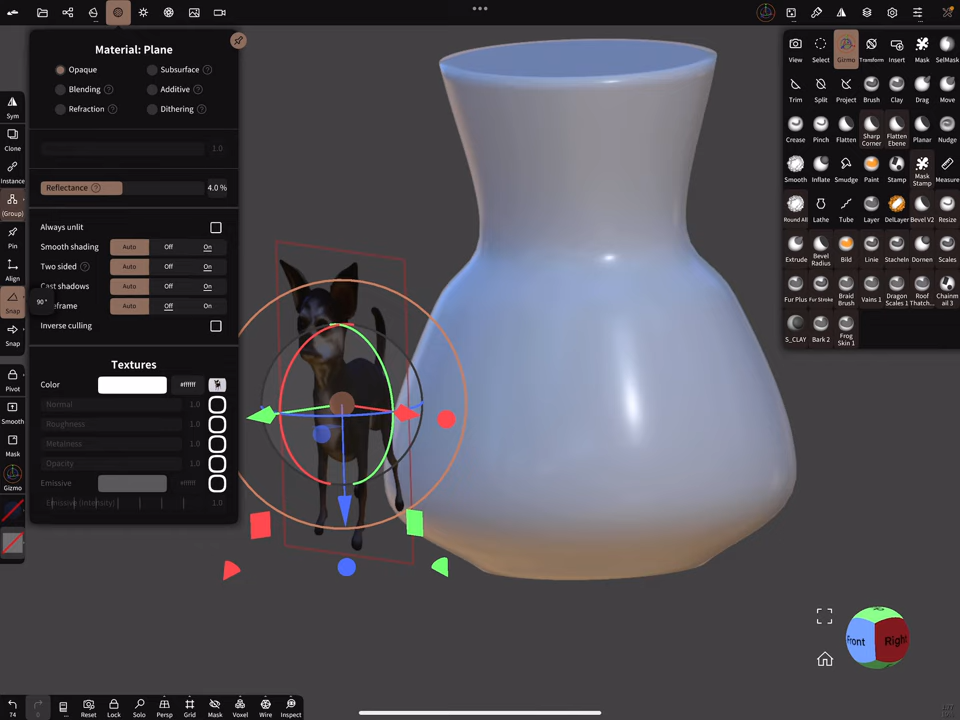 Material: Plane
Opaque
Subsurface ?
Blending ?
Additive ?
Refraction ?
Dithering ?
1.0
Reflectance ?
4.0 %
Always unlit
Smooth shading
Auto
Off
On
Two sided ?
Auto
Off
On
Cast shadows
Auto
Off
On
eframe
Auto
Off
On
Inverse culling
Textures
Color
#ffffff
Normal
1.0
Roughness
1.0
Metalness
1.0
Opacity
1.0
Emissive
#ffffff
Emissive (intensity)
1.0
Sym
Clone
Instance
(Group)
Pin
Align
Snap
90°
Snap
Pivot
Smooth
Mask
Gizmo
View
Select
Gizmo
Transform
Insert
Mask
SelMask
Trim
Split
Project
Brush
Clay
Drag
Move
Crease
Pinch
Flatten
Sharp Corner
Flatten Ebene
Planar
Nudge
Smooth
Inflate
Smudge
Paint
Stamp
Mask Stamp
Measure
Round All
Lathe
Tube
Layer
DelLayer
Bevel V2
Resize
Extrude
Bevel Radius
Bild
Linie
Stacheln
Dornen
Scales
Fur Plus
Fur Stroke
Braid Brush
Vains 1
Dragon Scales 1
Roof Thatch...
Chainm ail 3
S_CLAY
Bark 2
Frog Skin 1
Front
Right
74
0
...
Reset
Lock
Solo
Persp
Grid
Mask
Voxel
Wire
Inspect